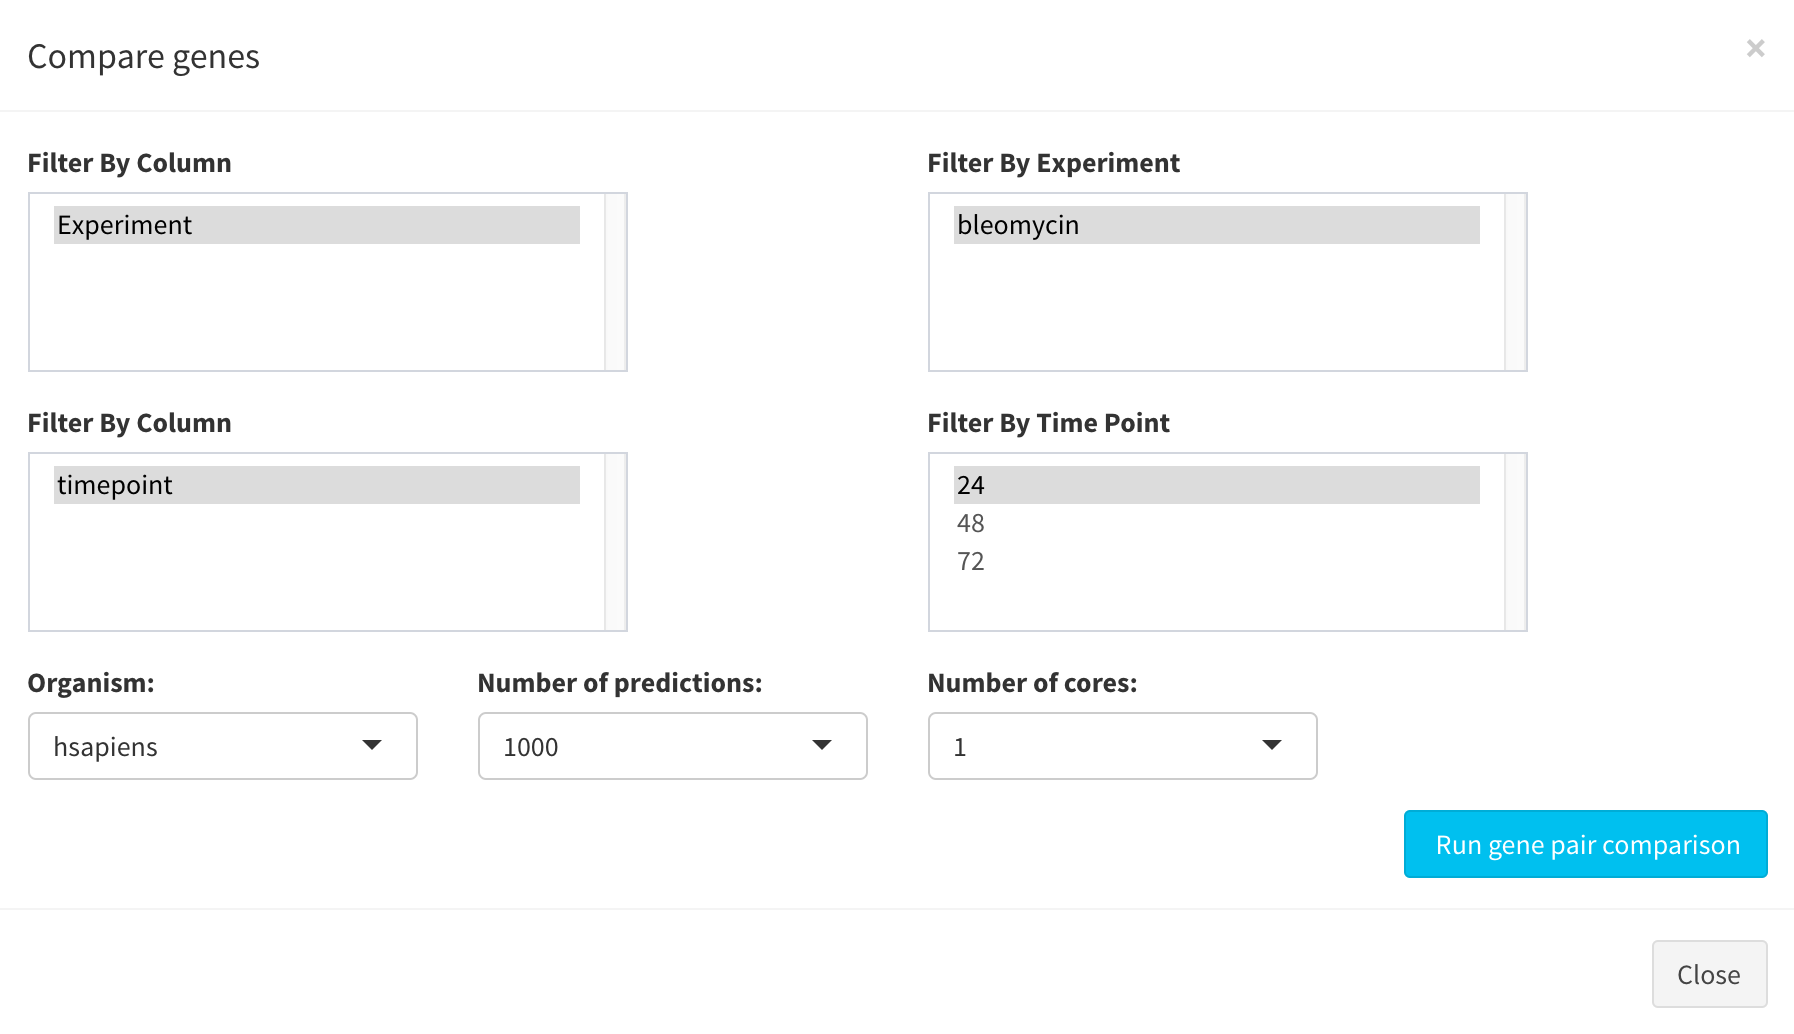 Compare genes
×
Filter By Column
Experiment
Filter By Experiment
bleomycin
Filter By Column
timepoint
Filter By Time Point
24
48
72
Organism:
hsapiens
Number of predictions:
1000
Number of cores:
1
Run gene pair comparison
Close